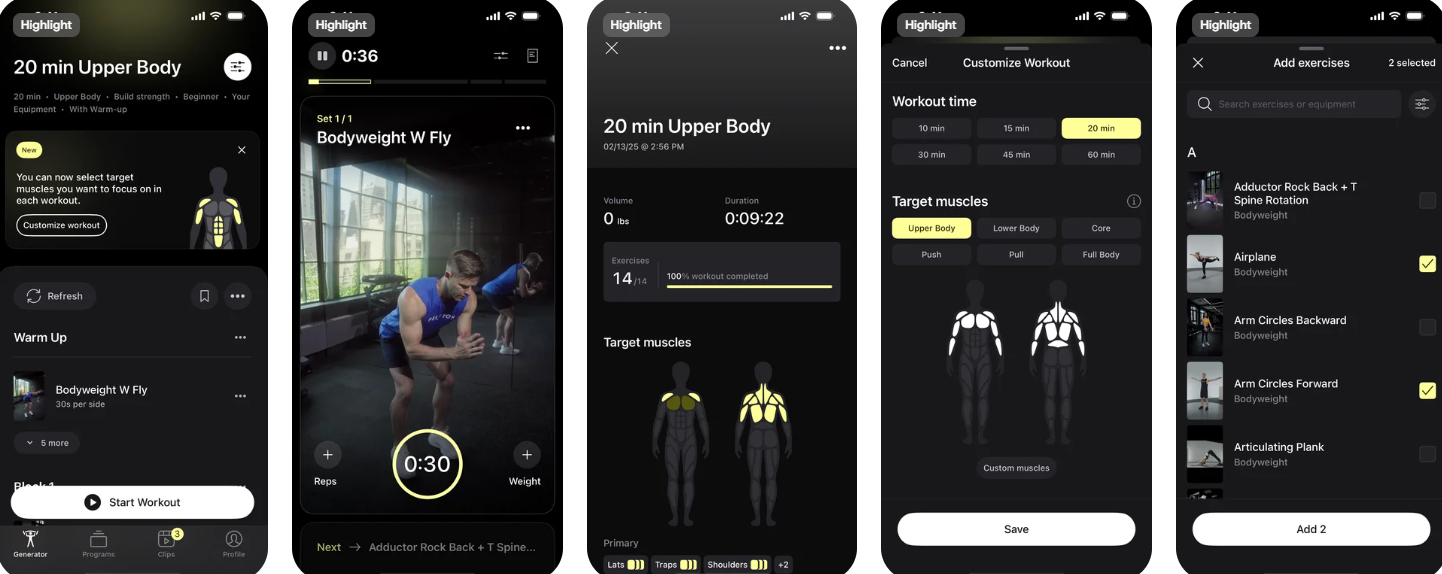 Highlight
20 min Upper Body
20 min • Upper Body • Build strength • Beginner • Your
Equipment • With Warm-up
New
You can now select target
muscles you want to focus on in
each workout.
Customize workout
Refresh
Warm Up
Bodyweight W Fly
30s per side
5 more
Block 1
Start Workout
3
Generator
Programs
Clips
Profile
Highlight
0:36
Set 1 / 1
Bodyweight W Fly
0:30
Reps
Weight
Next → Adductor Rock Back + T Spine...
Highlight
20 min Upper Body
02/13/25 @ 2:56 PM
Volume
0 lbs
Duration
0:09:22
Exercises
14/14
100% workout completed
Target muscles
Primary
Lats
Traps
Shoulders
+2
Highlight
Cancel
Customize Workout
Workout time
10 min
15 min
20 min
30 min
45 min
60 min
Target muscles
Upper Body
Lower Body
Core
Push
Pull
Full Body
Custom muscles
Save
Highlight
Add exercises
2 selected
Search exercises or equipment
A
Adductor Rock Back + T
Spine Rotation
Bodyweight
Airplane
Bodyweight
Arm Circles Backward
Bodyweight
Arm Circles Forward
Bodyweight
Articulating Plank
Bodyweight
Add 2